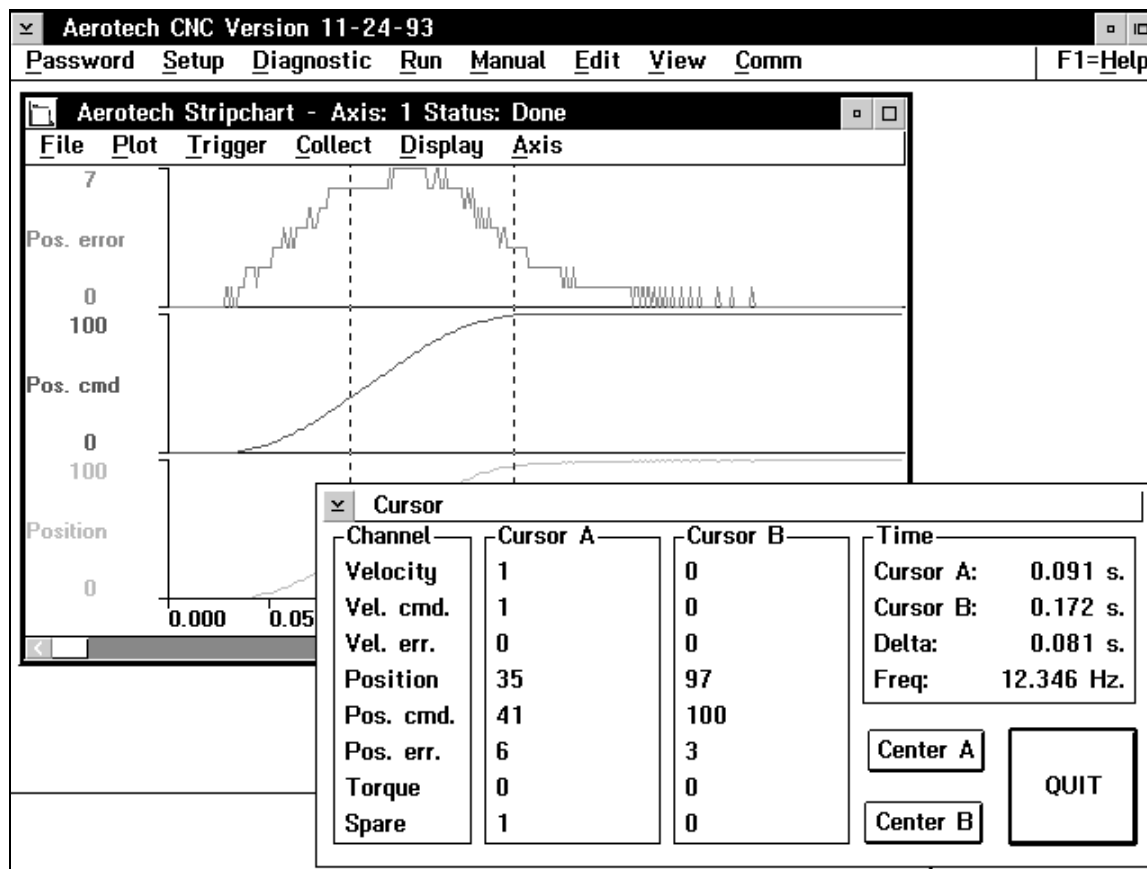 Aerotech CNC Version 11-24-93
Password Setup Diagnostic Run Manual Edit View Comm F1=Help
Aerotech Stripchart - Axis: 1 Status: Done
File Plot Trigger Collect Display Axis
7
Pos. error
0
100
Pos. cmd
0
100
Position
0
0.000 0.05
Cursor
Channel Cursor A Cursor B Time
Velocity 1 0 Cursor A: 0.091 s.
Vel. cmd. 1 0 Cursor B: 0.172 s.
Vel. err. 0 0 Delta: 0.081 s.
Position 35 97 Freq: 12.346 Hz.
Pos. cmd. 41 100
Pos. err. 6 3 Center A
Torque 0 0 QUIT
Spare 1 0 Center B